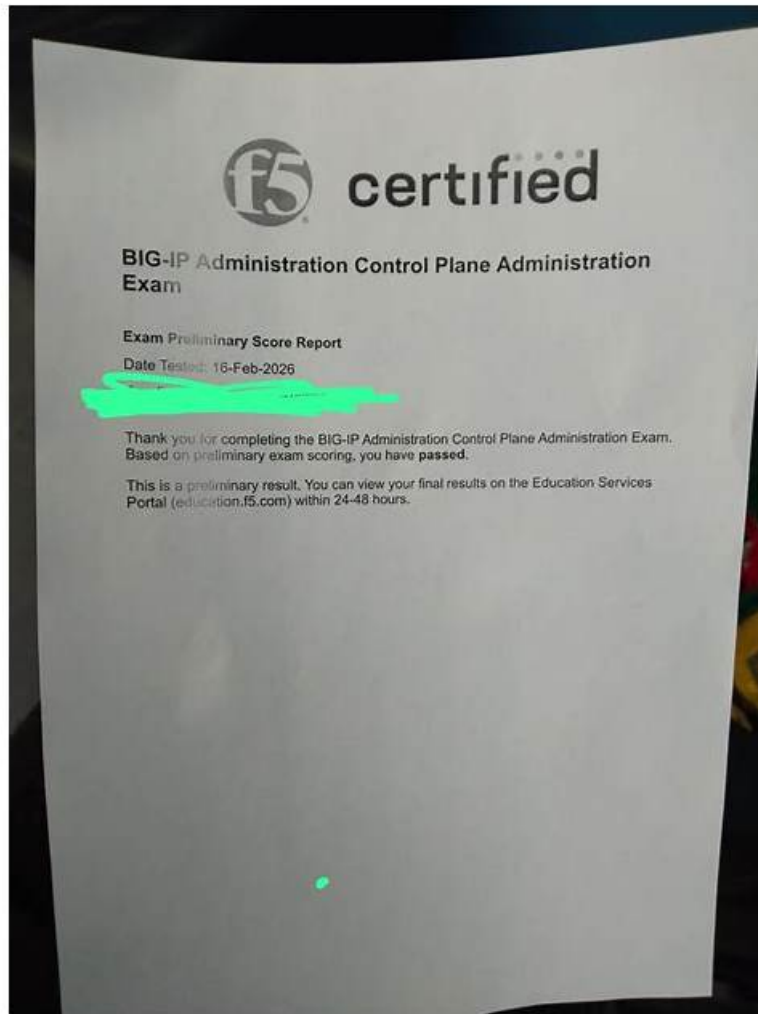 f5 certified
BIG-IP Administration Control Plane Administration
Exam
Exam Preliminary Score Report
Date Tested: 16-Feb-2026
Thank you for completing the BIG-IP Administration Control Plane Administration Exam.
Based on preliminary exam scoring, you have passed.
This is a preliminary result. You can view your final results on the Education Services
Portal (education.f5.com) within 24-48 hours.